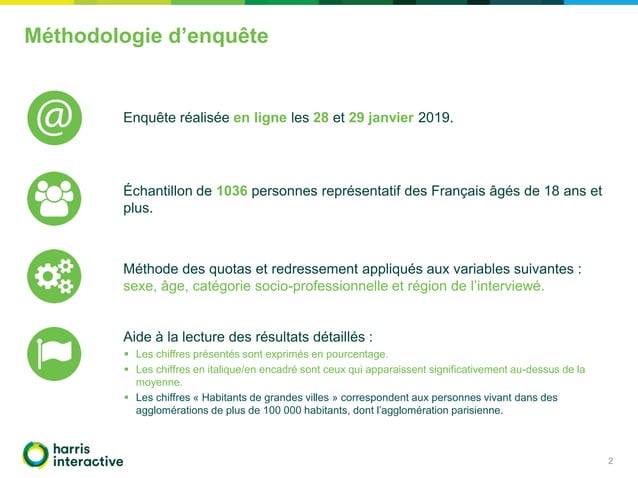 Méthodologie d’enquête
@
Enquête réalisée en ligne les 28 et 29 janvier 2019.
Échantillon de 1036 personnes représentatif des Français âgés de 18 ans et
plus.
Méthode des quotas et redressement appliqués aux variables suivantes :
sexe, âge, catégorie socio-professionnelle et région de l’interviewé.
Aide à la lecture des résultats détaillés :
▪ Les chiffres présentés sont exprimés en pourcentage.
▪ Les chiffres en italique/en encadré sont ceux qui apparaissent significativement au-dessus de la
moyenne.
▪ Les chiffres « Habitants de grandes villes » correspondent aux personnes vivant dans des
agglomérations de plus de 100 000 habitants, dont l’agglomération parisienne.
harris
interactive
2